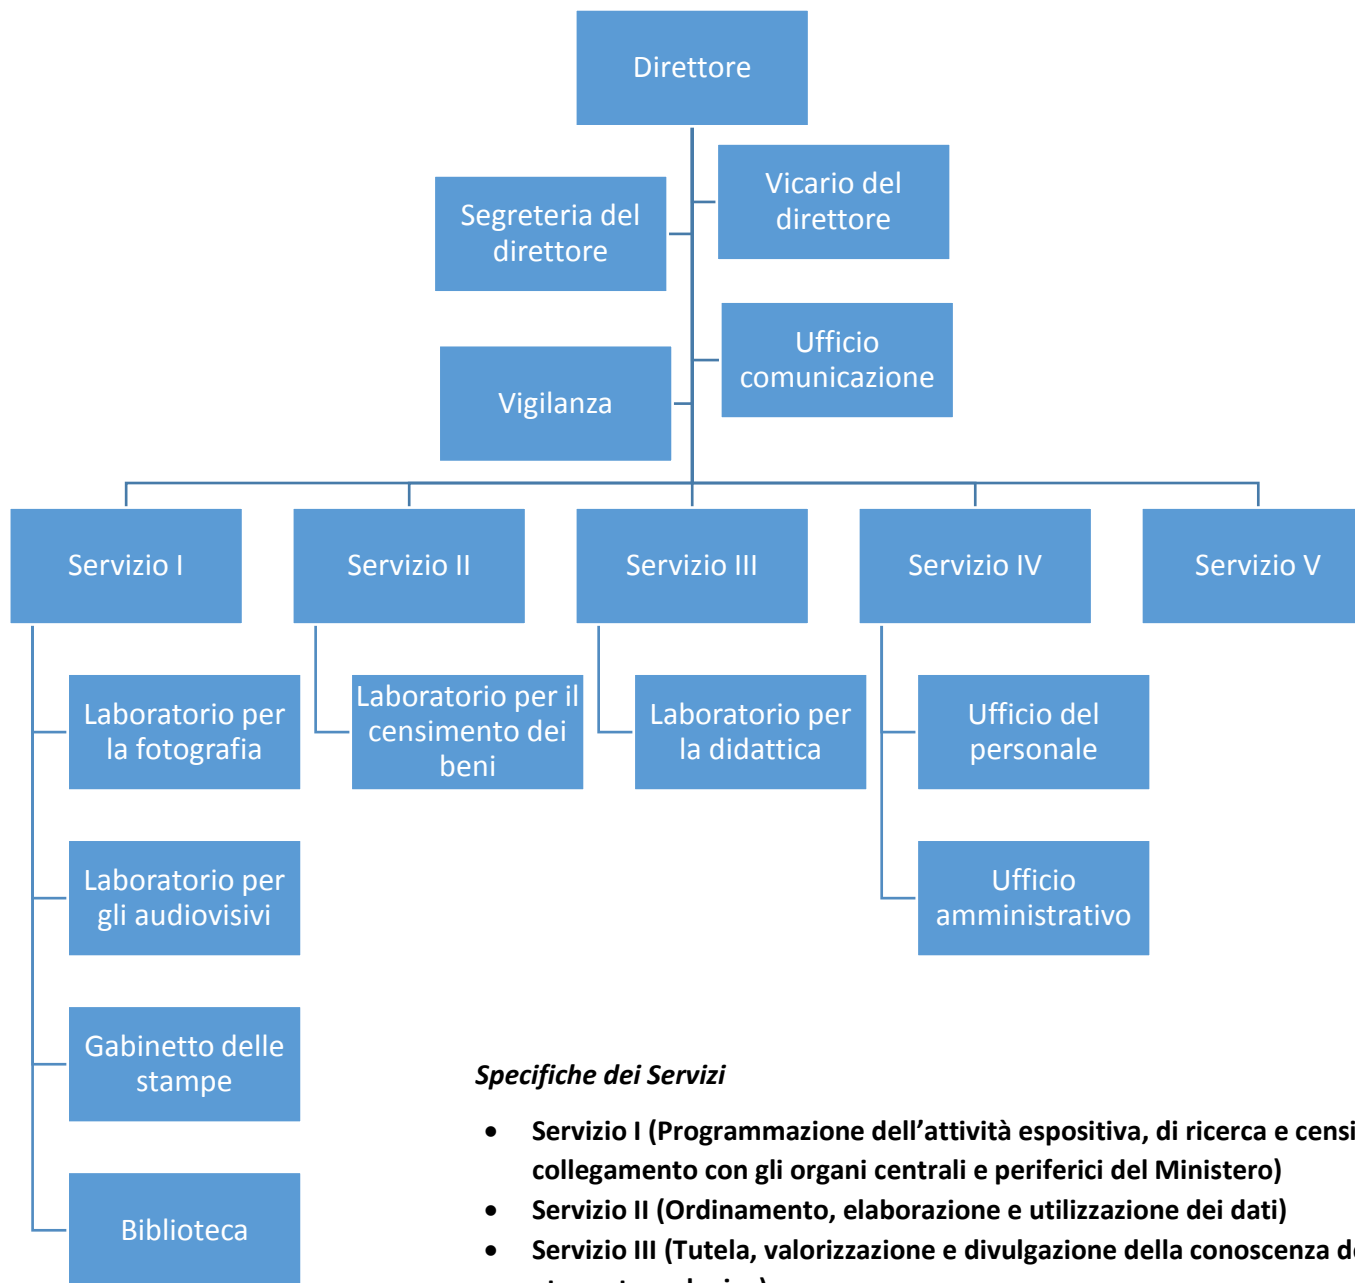 Direttore
Vicario del
direttore
Segreteria del
direttore
Ufficio
comunicazione
Vigilanza
Servizio I
Servizio II
Servizio III
Servizio IV
Servizio V
Laboratorio per
la fotografia
Laboratorio per il
censimento dei
beni
Laboratorio per
la didattica
Ufficio del
personale
Laboratorio per
gli audiovisivi
Ufficio
amministrativo
Gabinetto delle
stampe
Biblioteca
Specifiche dei Servizi
• Servizio I (Programmazione dell’attività espositiva, di ricerca e censi
collegamento con gli organi centrali e periferici del Ministero)
• Servizio II (Ordinamento, elaborazione e utilizzazione dei dati)
• Servizio III (Tutela, valorizzazione e divulgazione della conoscenza